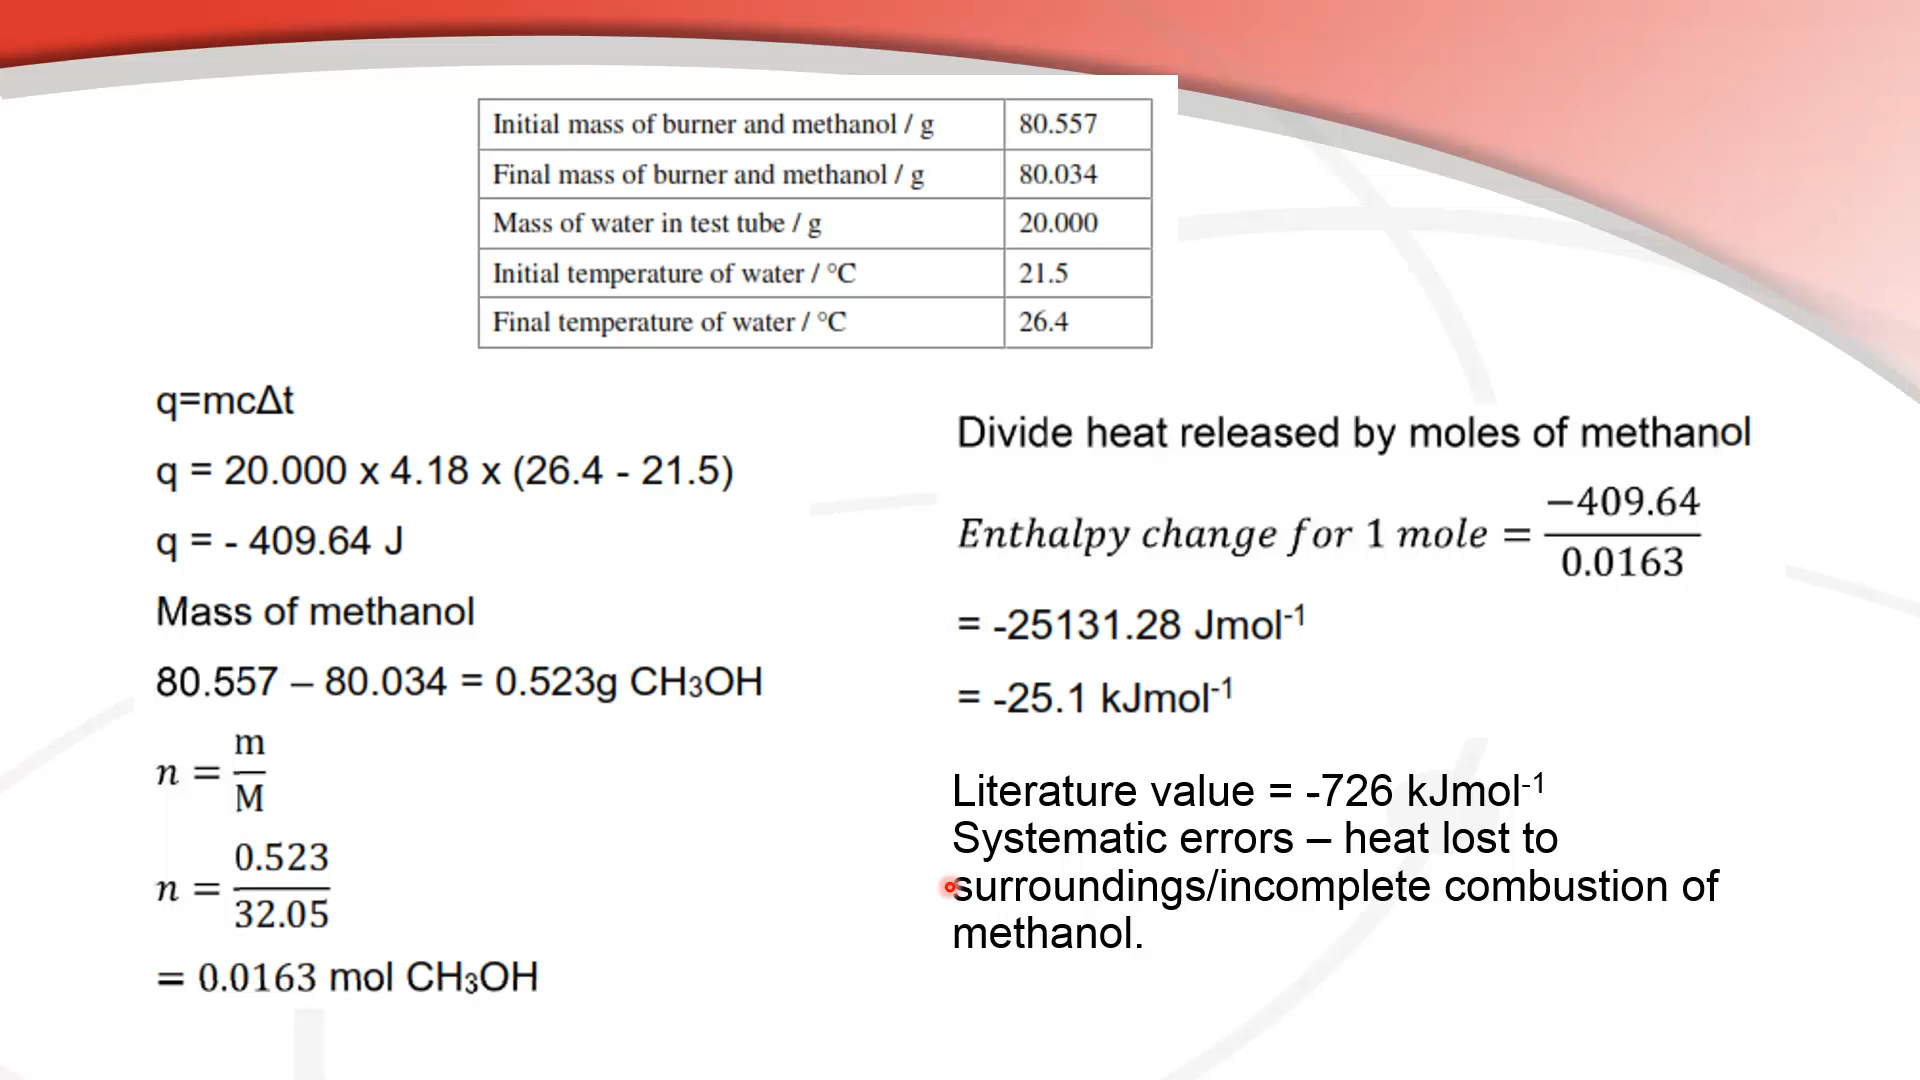 Initial mass of burner and methanol / g 80.557
Final mass of burner and methanol / g 80.034
Mass of water in test tube / g 20.000
Initial temperature of water / °C 21.5
Final temperature of water / °C 26.4
q=mcΔt
q = 20.000 x 4.18 x (26.4 - 21.5)
q = - 409.64 J
Mass of methanol
80.557 – 80.034 = 0.523g CH₃OH
n = m/M
n = 0.523/32.05
= 0.0163 mol CH₃OH
Divide heat released by moles of methanol
Enthalpy change for 1 mole = −409.64/0.0163
= -25131.28 Jmol⁻¹
= -25.1 kJmol⁻¹
Literature value = -726 kJmol⁻¹
Systematic errors – heat lost to
surroundings/incomplete combustion of
methanol.